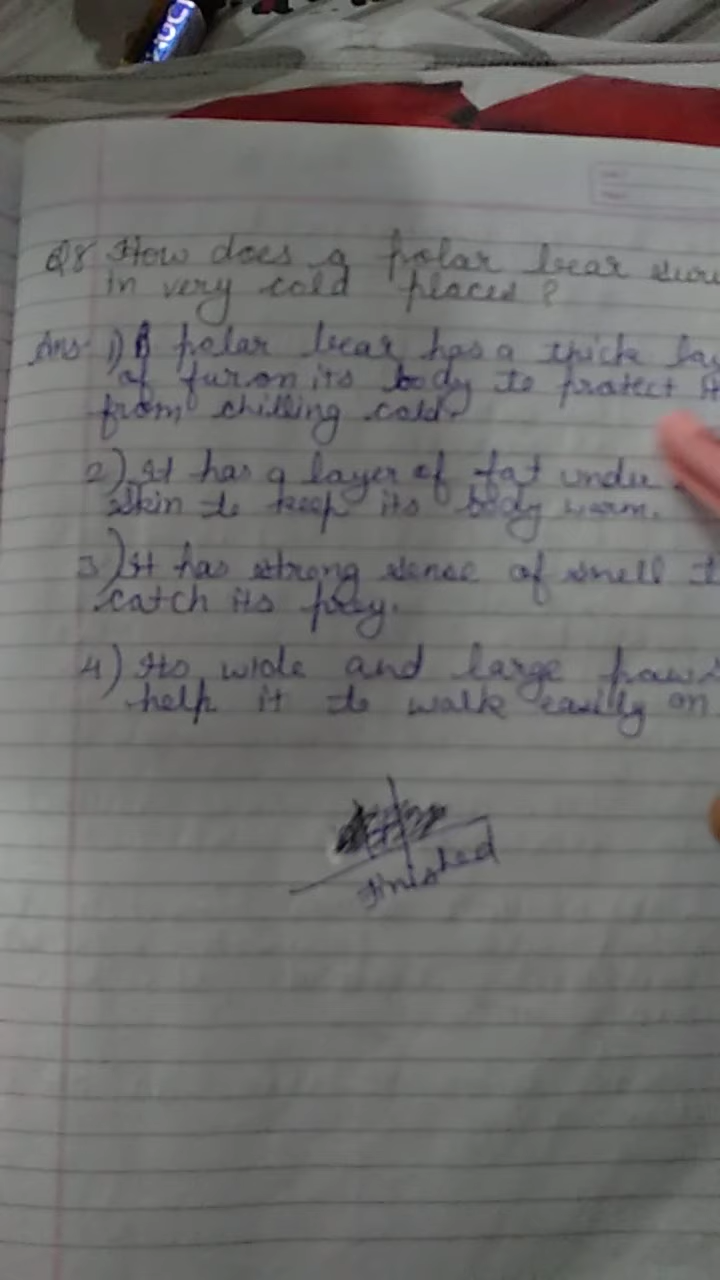 Q8 How does a polar bear
in very cold places?
Ans- 1) A polar bear has a thick
of fur on its body to protect it
from chilling cold.
2) It has a layer of fat under
skin to keep its body warm.
3) It has strong sense of smell
catch its prey.
4) Its wide and large paws
help it to walk easily on
Finished